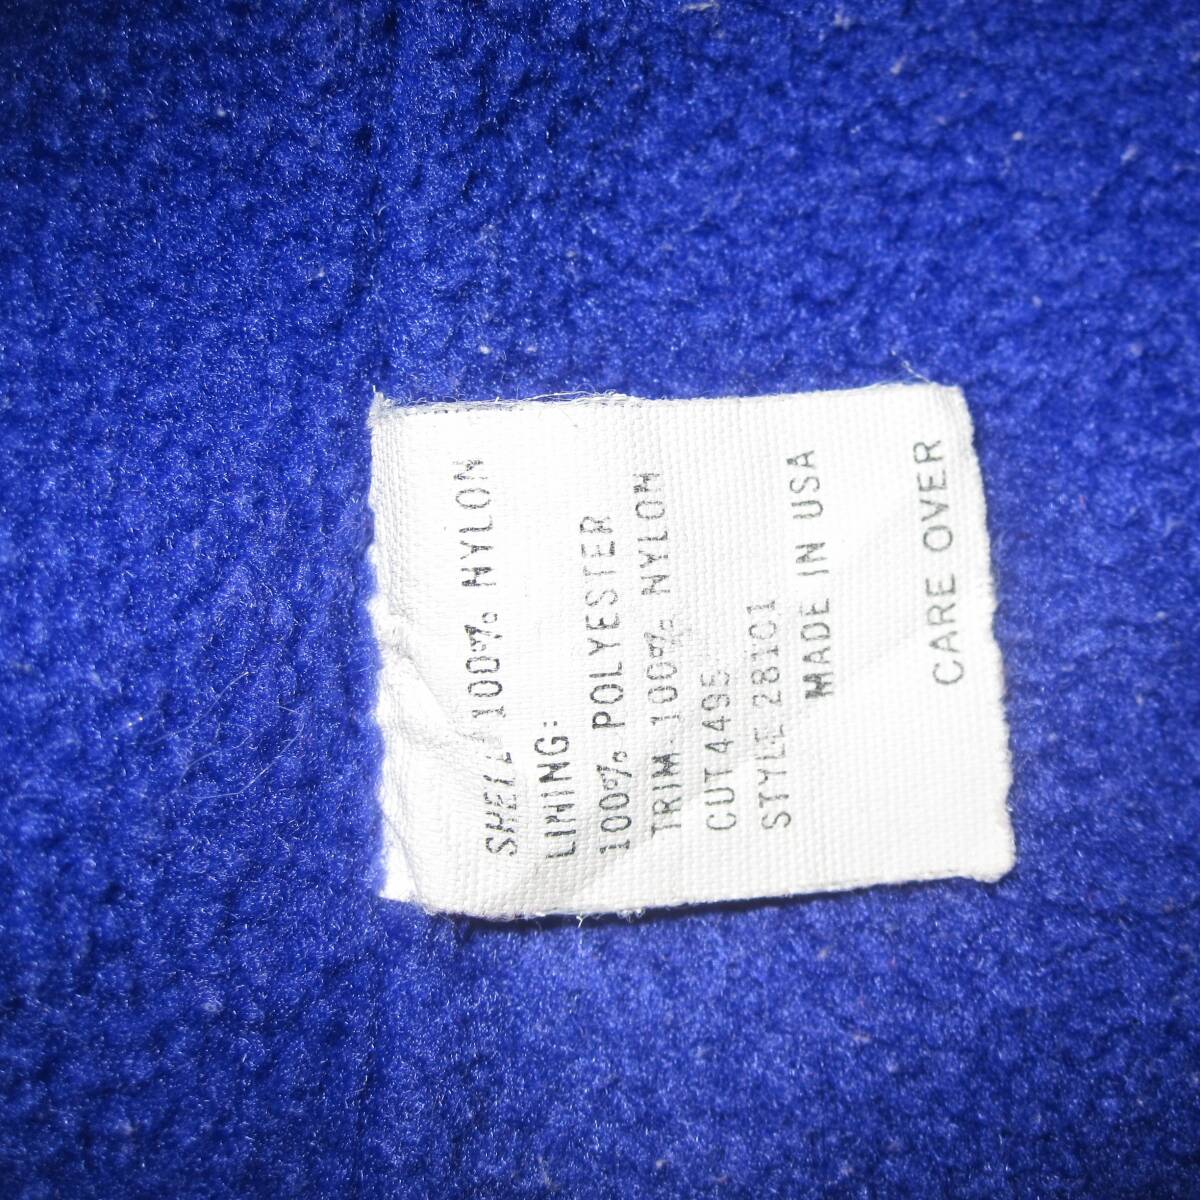 SHELL 100% NYLON
LINING:
100% POLYESTER
TRIM 100% NYLON
CUT 4495
STYLE 28101
MADE IN USA
CARE OVER